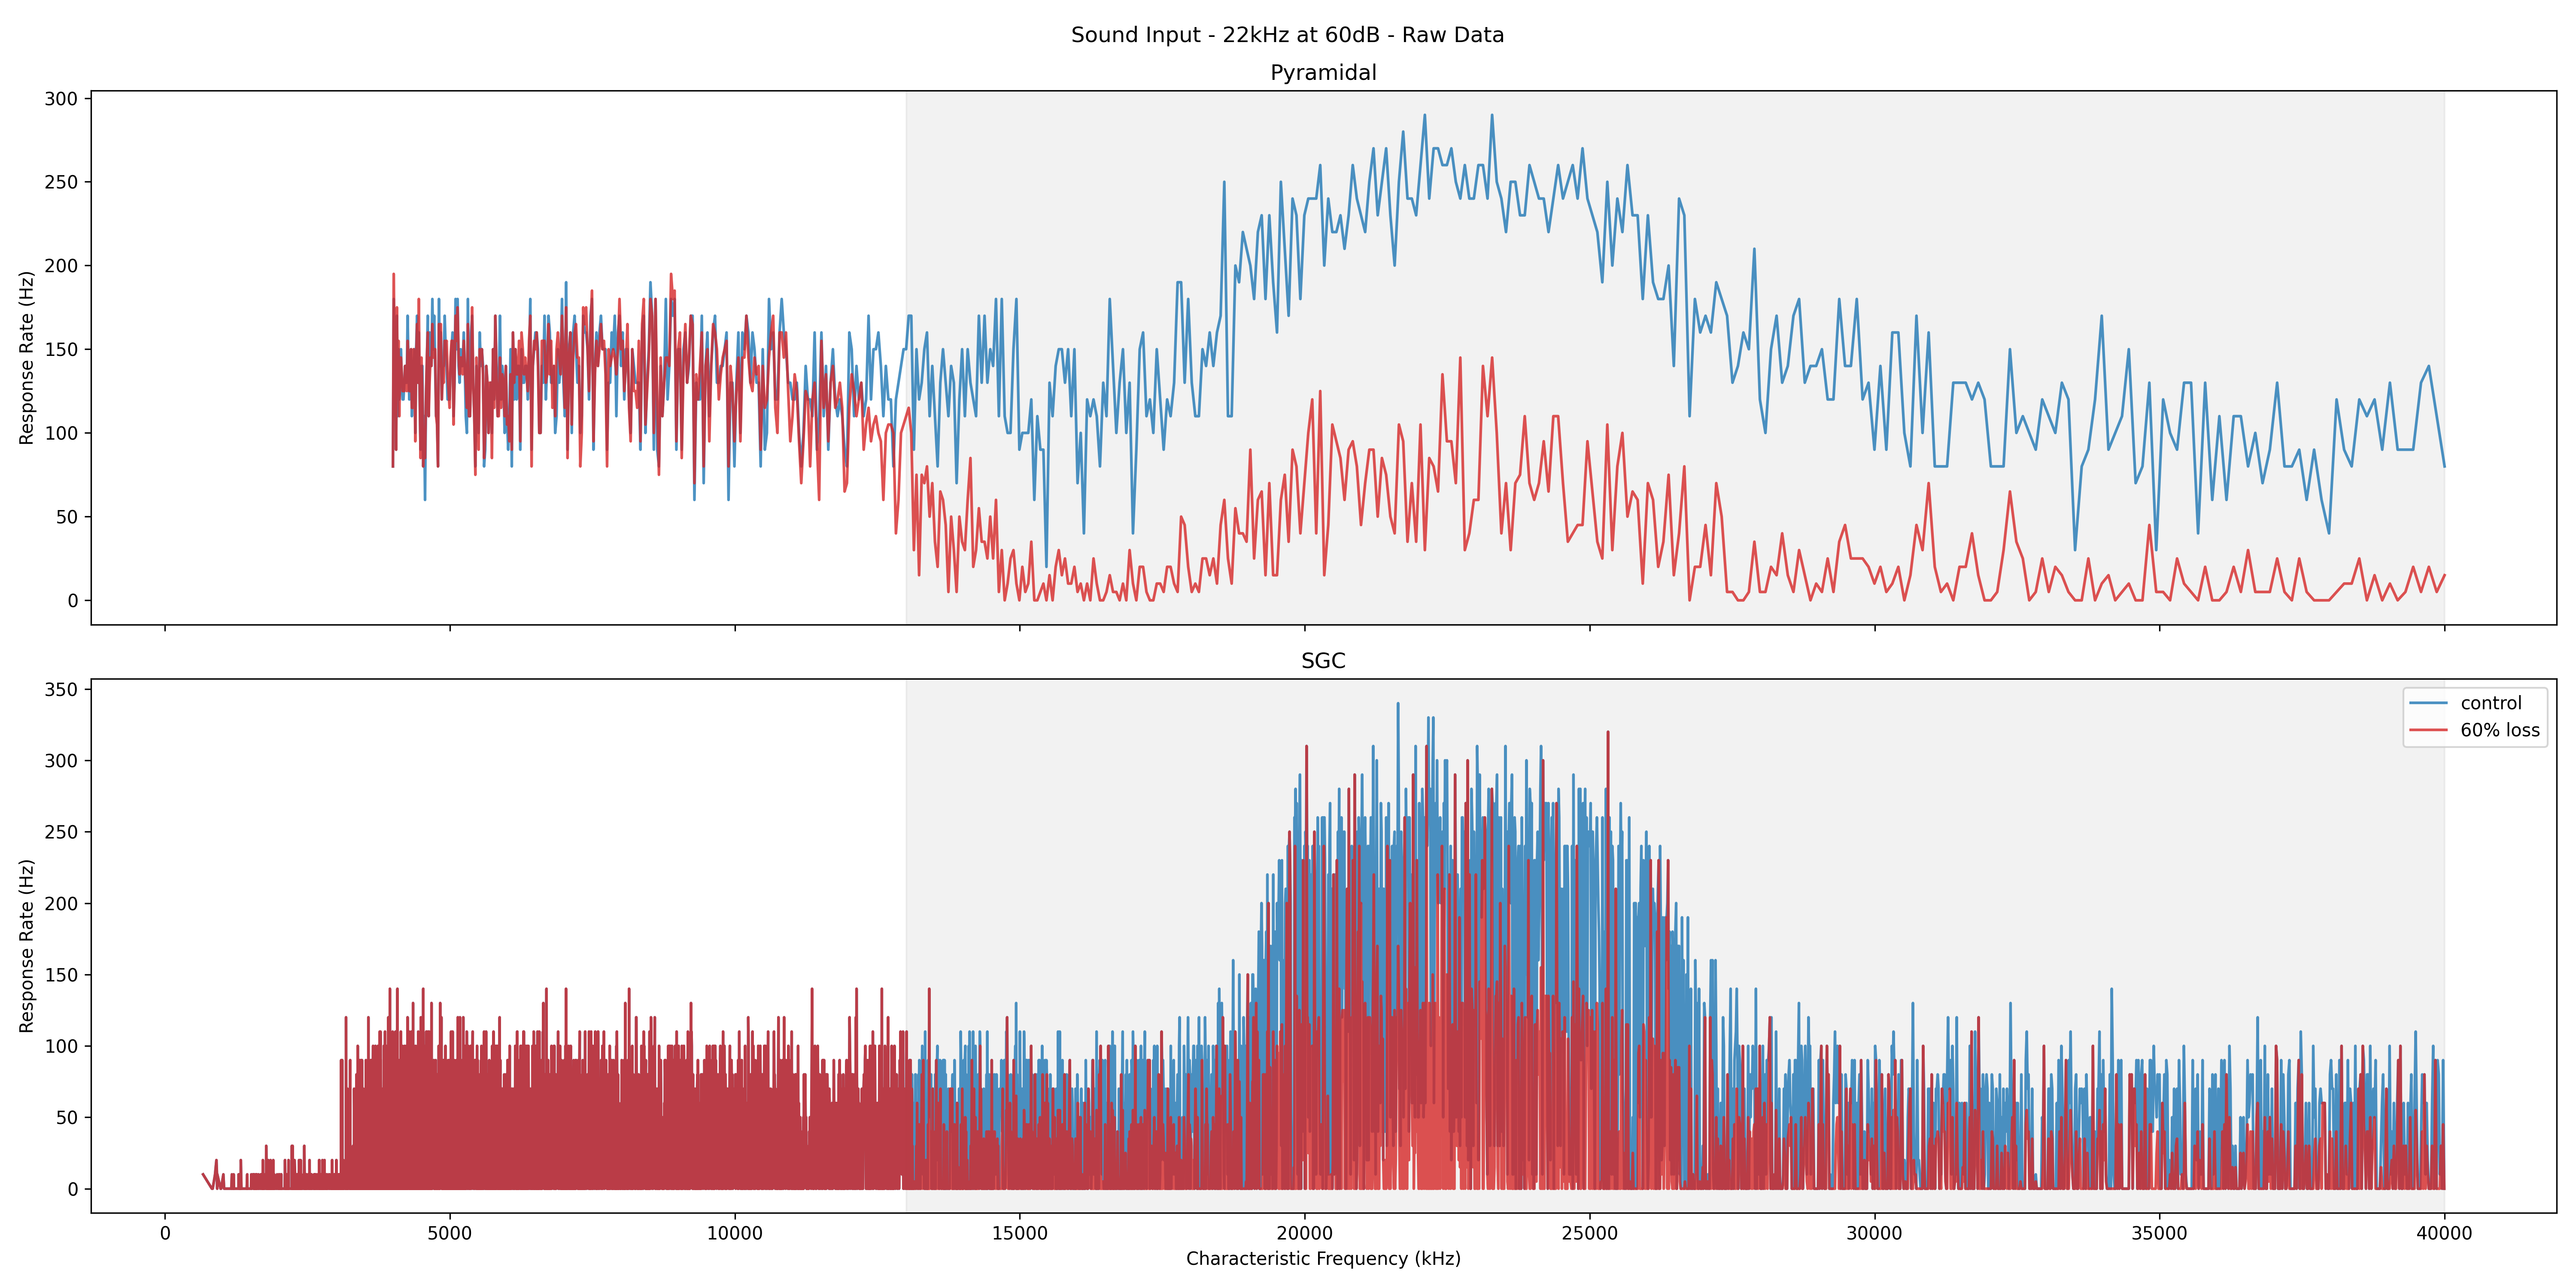 Sound Input - 22kHz at 60dB - Raw Data
Pyramidal
300
250
200
150
100
50
0
Response Rate (Hz)
SGC
350
300
250
200
150
100
50
0
Response Rate (Hz)
control
60% loss
0 5000 10000 15000 20000 25000 30000 35000 40000
Characteristic Frequency (kHz)